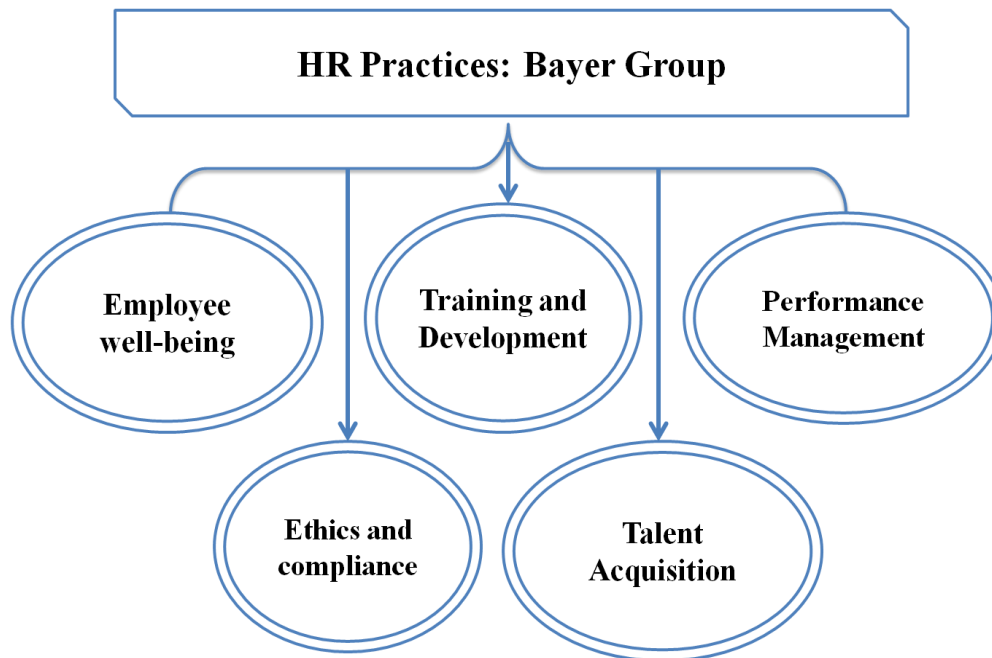 HR Practices: Bayer Group
Employee
well-being
Training and
Development
Performance
Management
Ethics and
compliance
Talent
Acquisition